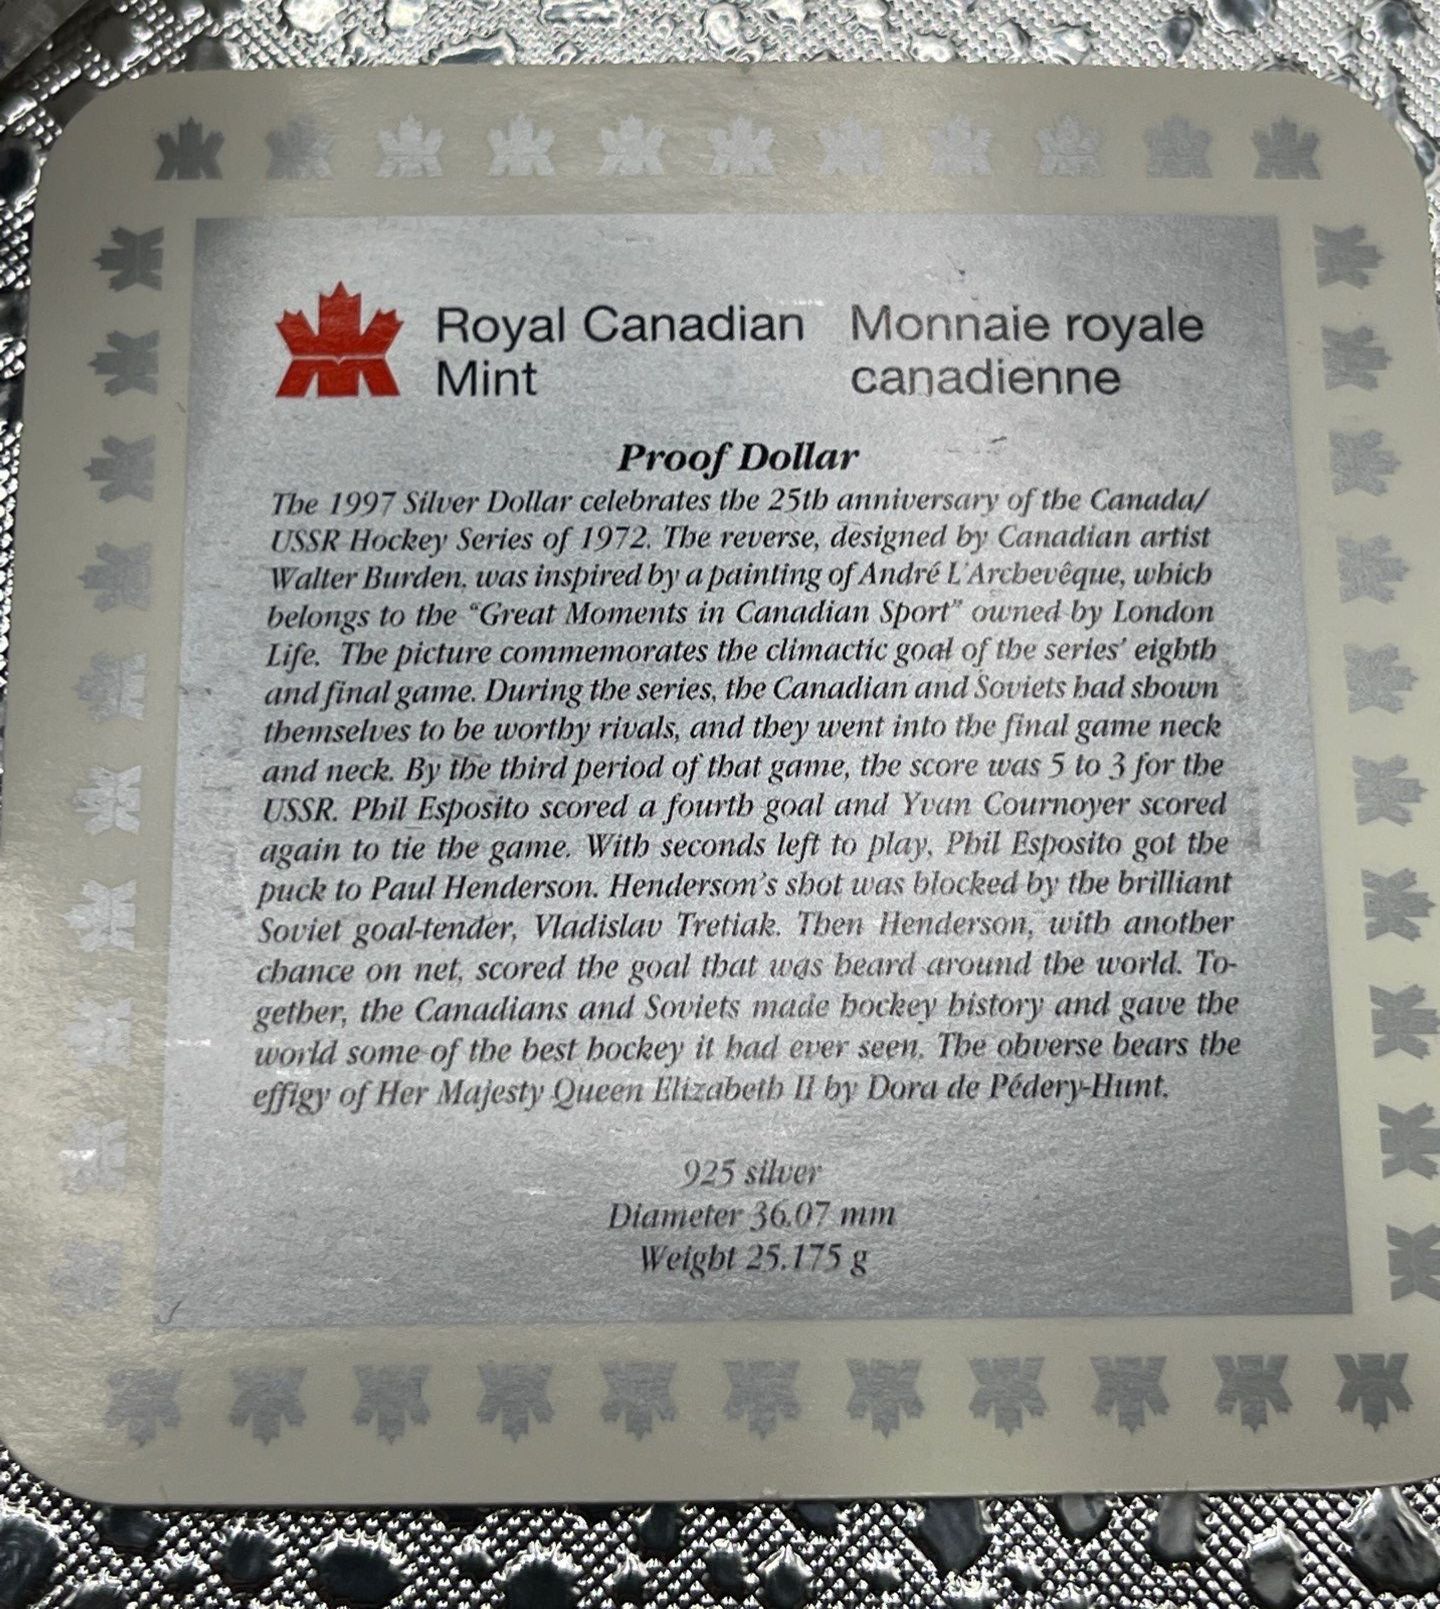 Royal Canadian Mint
Monnaie royale canadienne
Proof Dollar
The 1997 Silver Dollar celebrates the 25th anniversary of the Canada/
USSR Hockey Series of 1972. The reverse, designed by Canadian artist
Walter Burden, was inspired by a painting of André L'Archevêque, which
belongs to the “Great Moments in Canadian Sport” owned by London
Life. The picture commemorates the climactic goal of the series' eighth
and final game. During the series, the Canadian and Soviets had shown
themselves to be worthy rivals, and they went into the final game neck
and neck. By the third period of that game, the score was 5 to 3 for the
USSR. Phil Esposito scored a fourth goal and Yvan Cournoyer scored
again to tie the game. With seconds left to play, Phil Esposito got the
puck to Paul Henderson. Henderson's shot was blocked by the brilliant
Soviet goal-tender, Vladislav Tretiak. Then Henderson, with another
chance on net, scored the goal that was heard around the world. To-
gether, the Canadians and Soviets made hockey history and gave the
world some of the best hockey it had ever seen. The obverse bears the
effigy of Her Majesty Queen Elizabeth II by Dora de Pédery-Hunt.
925 silver
Diameter 36.07 mm
Weight 25.175 g